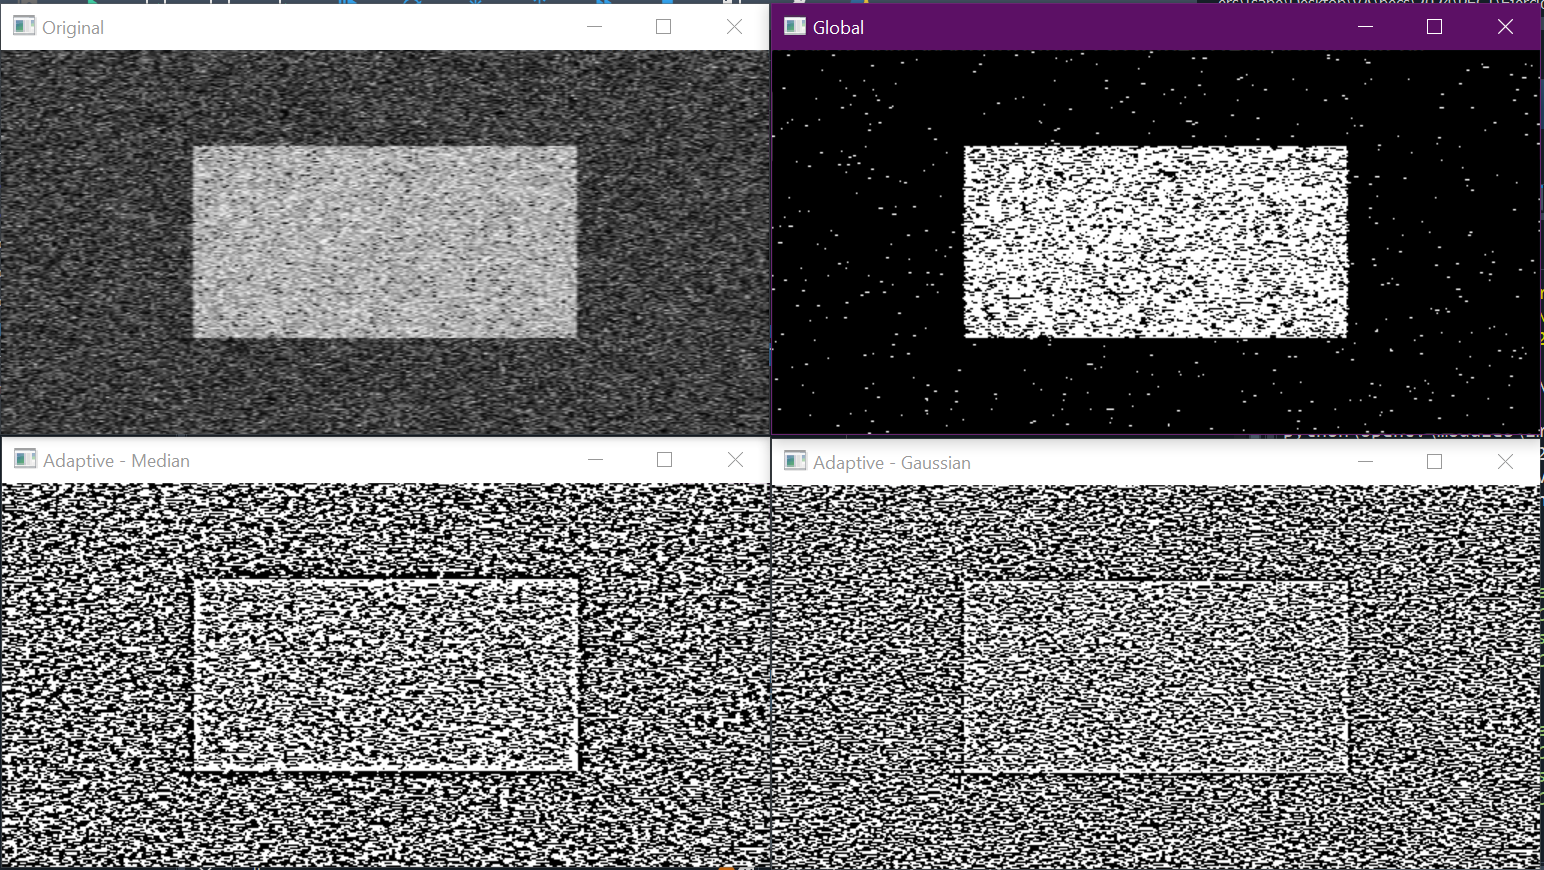 Original
Global
Adaptive - Median
Adaptive - Gaussian